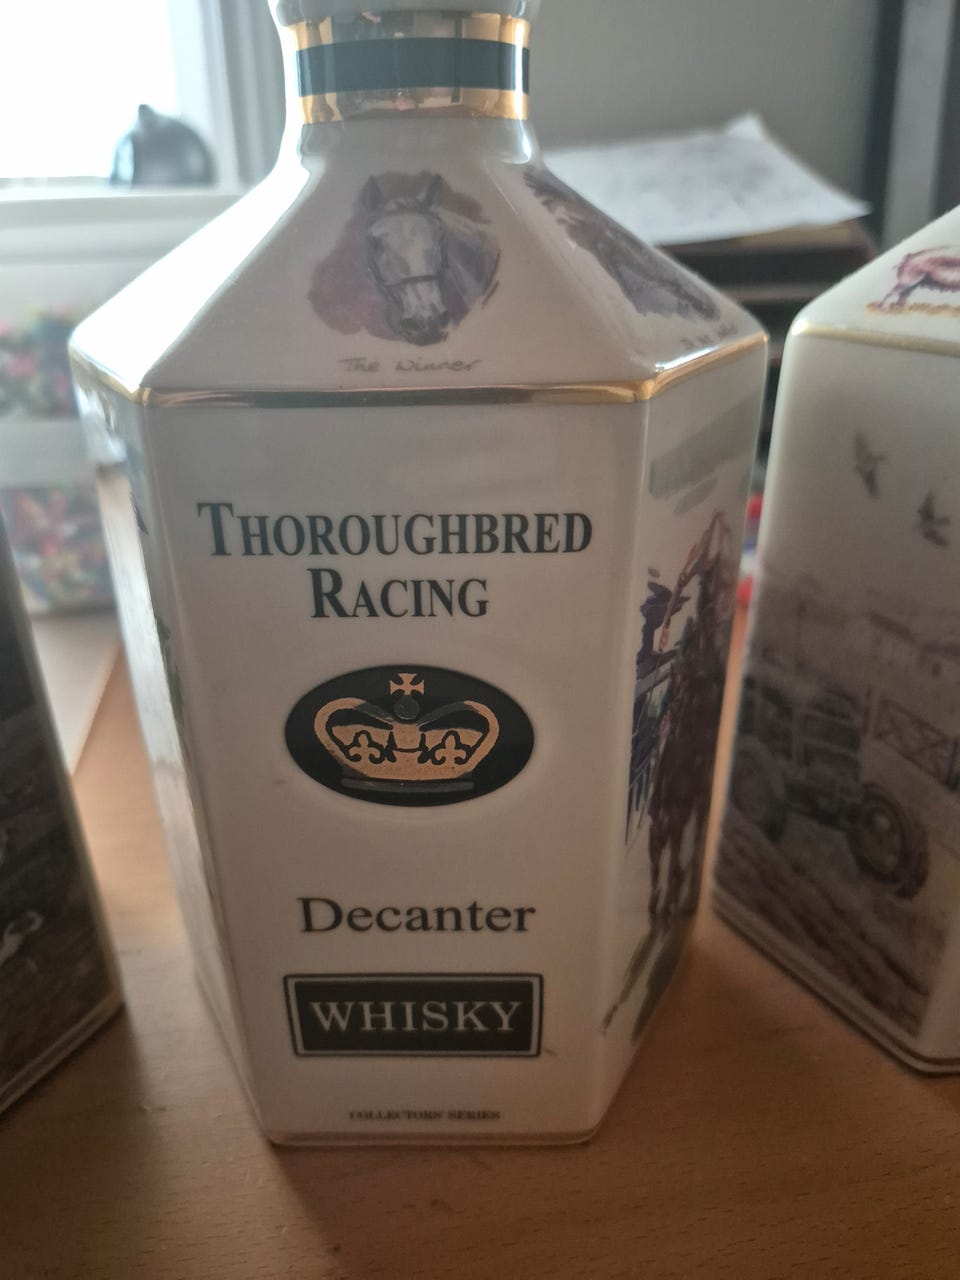 The Winner
THOROUGHBRED
RACING
Decanter
WHISKY
COLLECTORS' SERIES